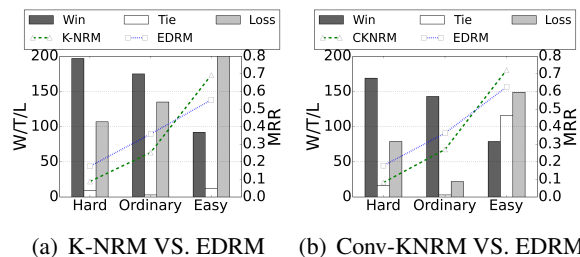 Win Tie Loss
K-NRM EDRM
W/T/L
200
150
100
50
0
0.8
0.7
0.6
0.5
0.4
0.3
0.2
0.1
0.0
MRR
Hard Ordinary Easy
(a) K-NRM VS. EDRM
Win Tie Loss
CKNRM EDRM
W/T/L
200
150
100
50
0
0.8
0.7
0.6
0.5
0.4
0.3
0.2
0.1
0.0
MRR
Hard Ordinary Easy
(b) Conv-KNRM VS. EDRM